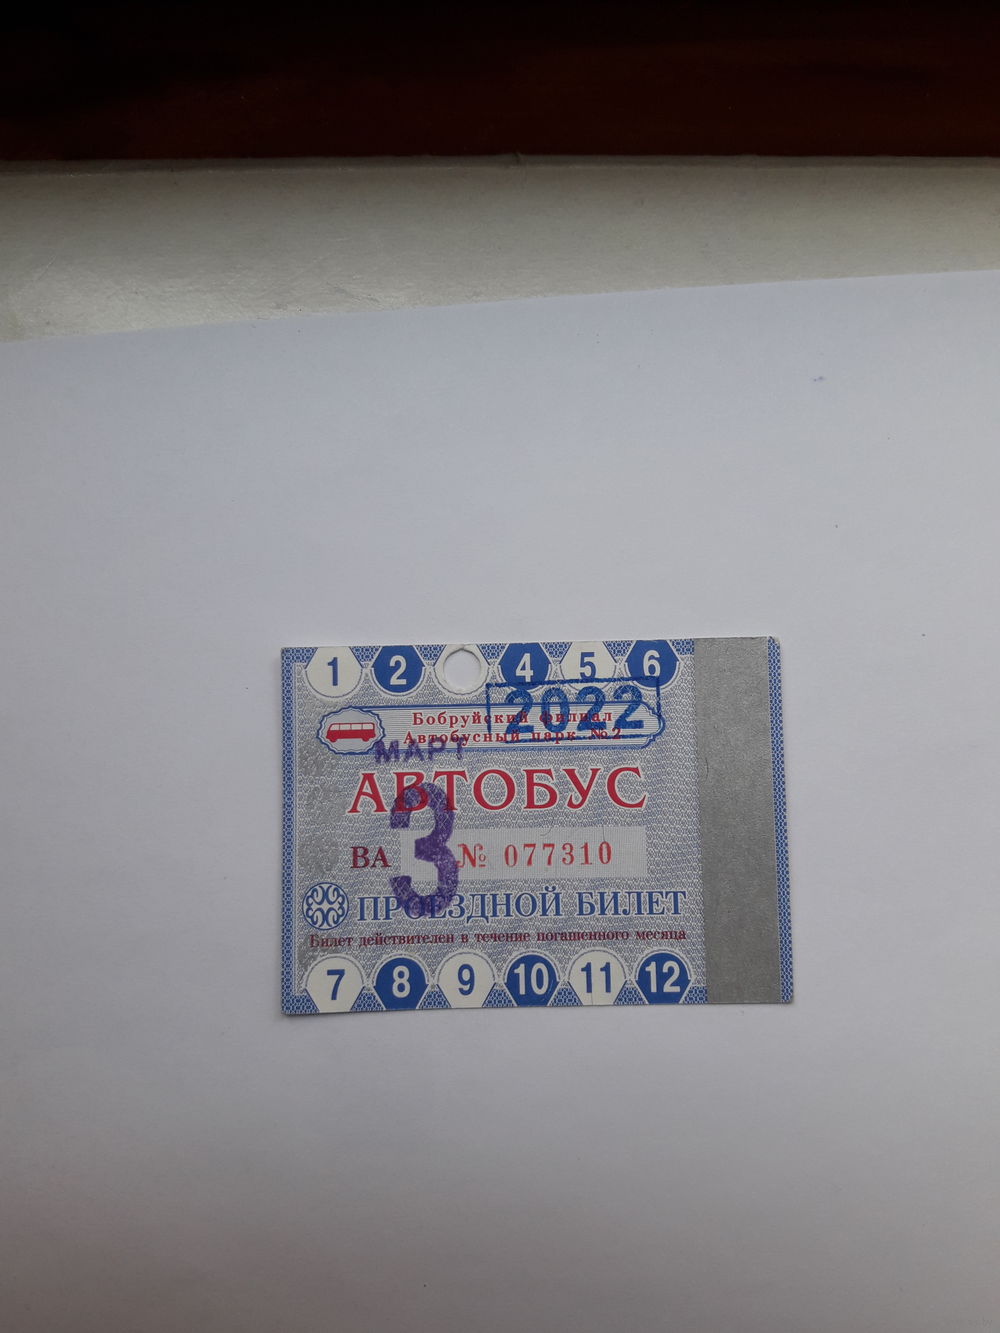 1 2 4 5 6
2022
Бобруйский филиал
Автобусный парк №2
МАРТ
АВТОБУС
3
ВА № 077310
ПРОЕЗДНОЙ БИЛЕТ
Билет действителен в течение погашенного месяца
7 8 9 10 11 12